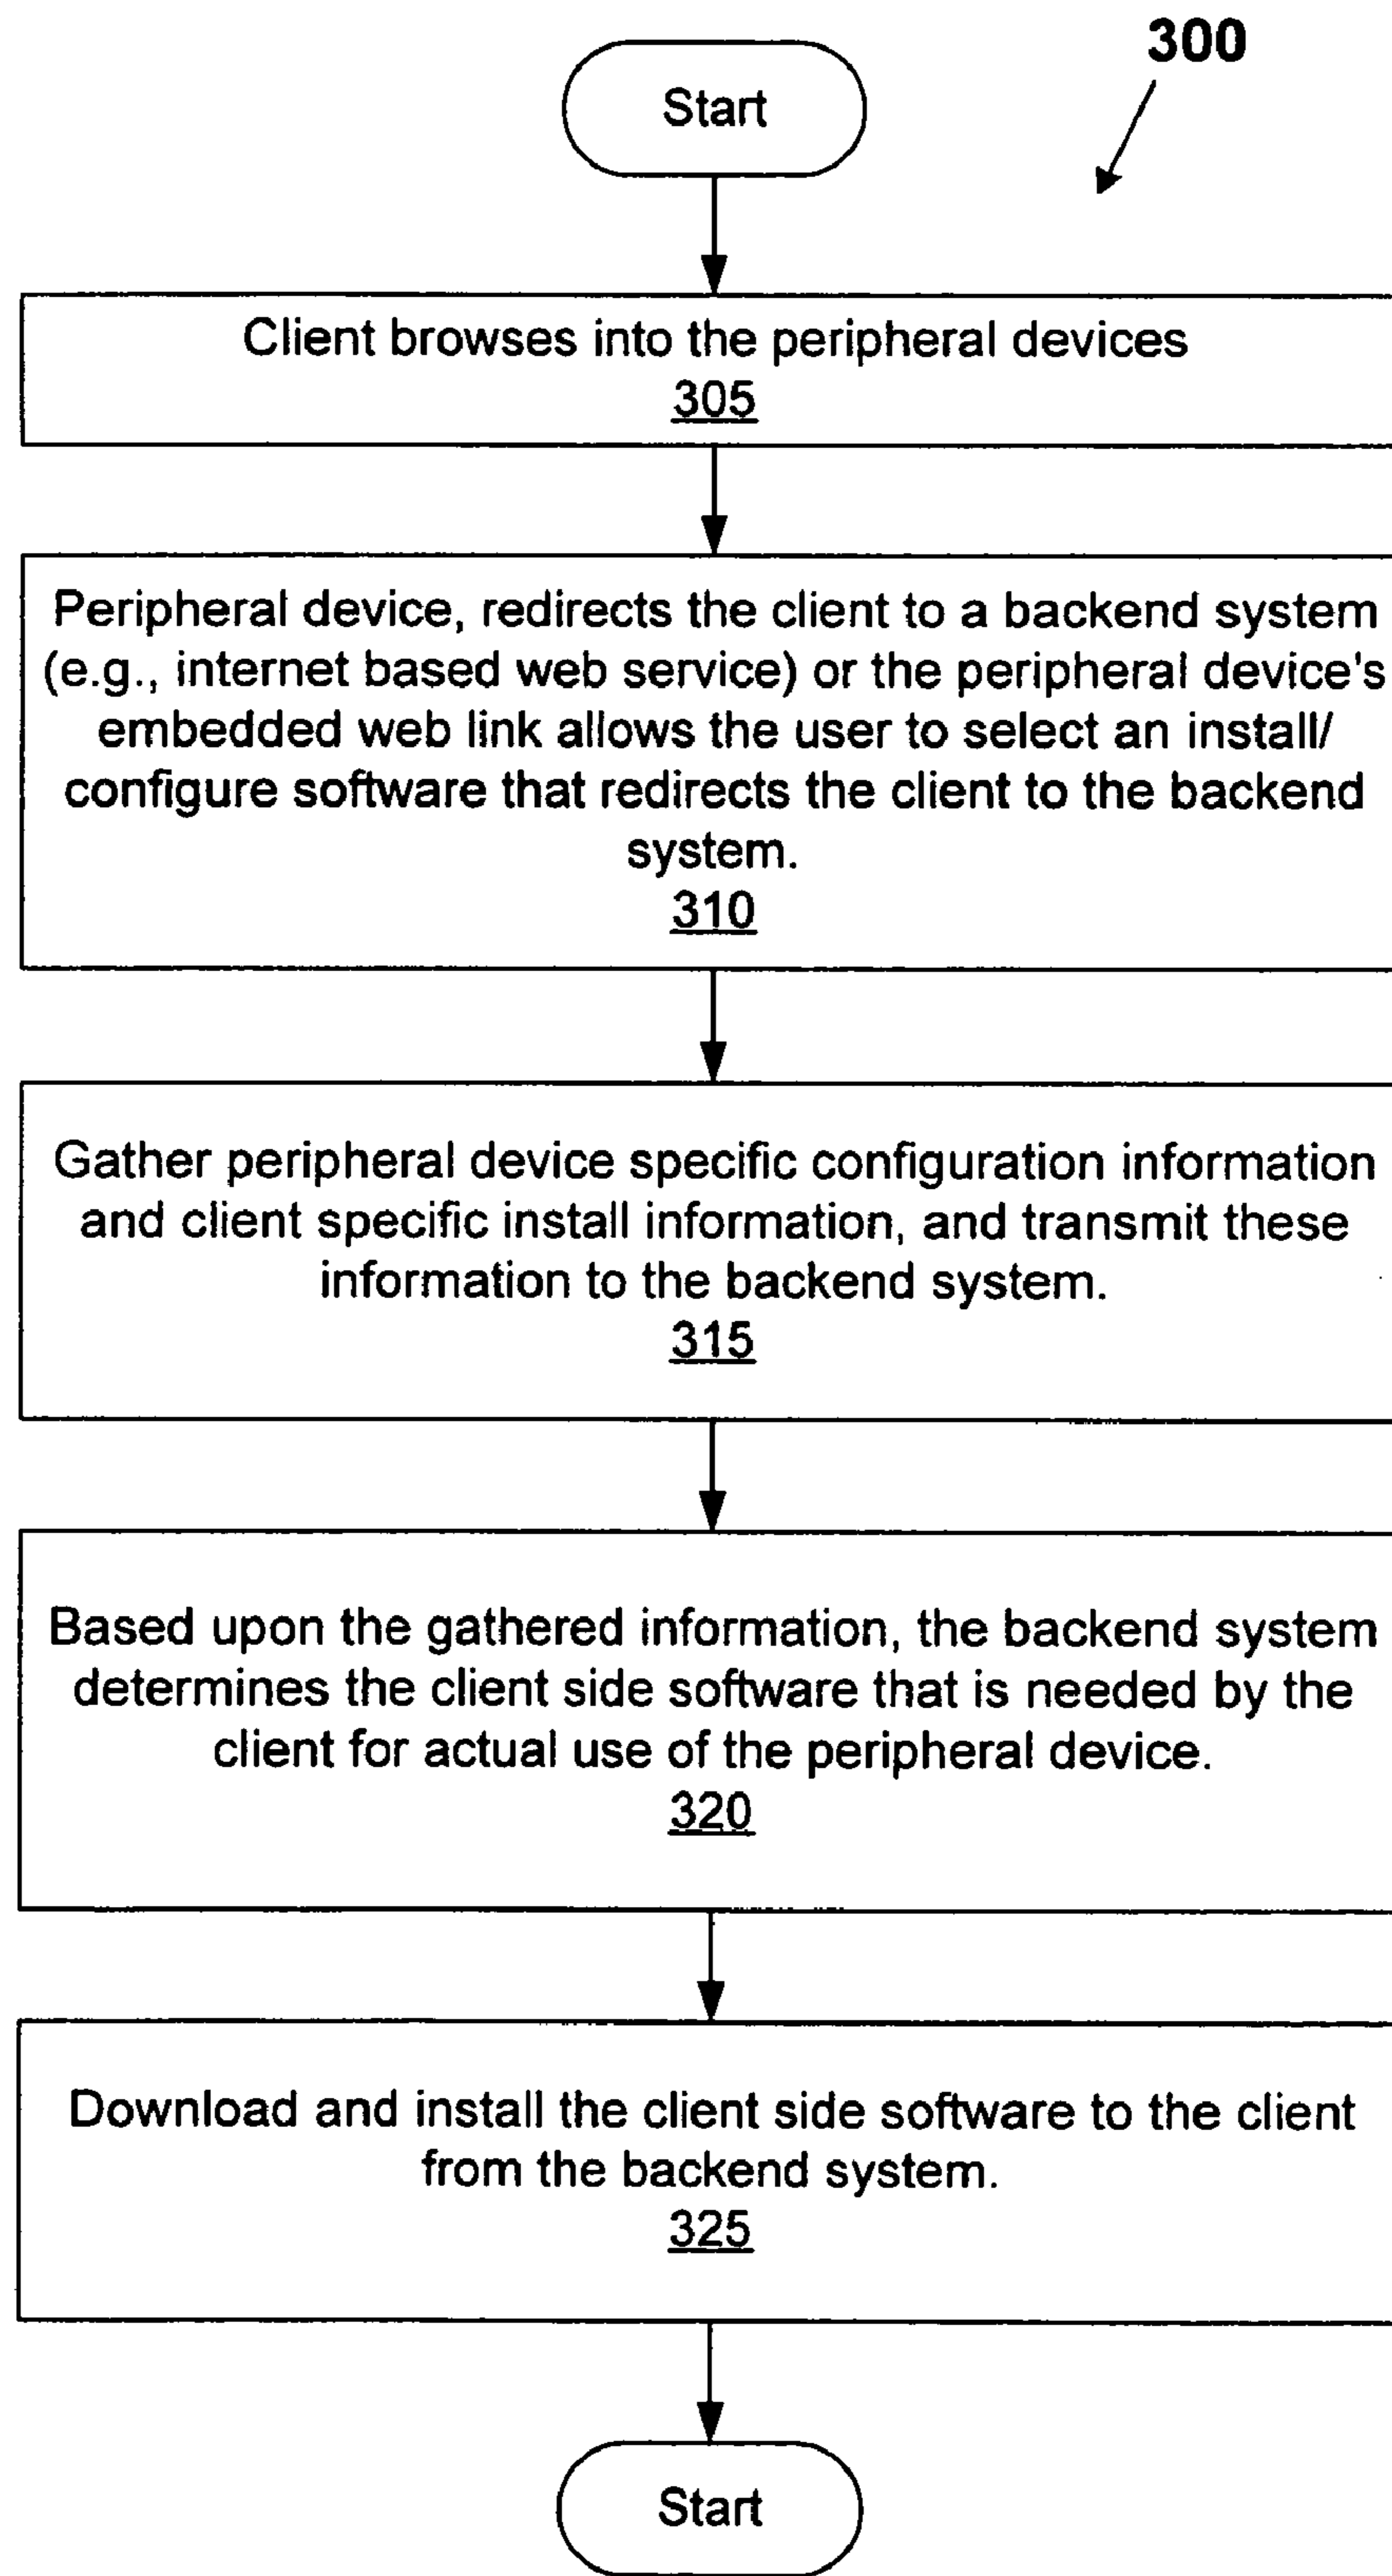 300
Start
Client browses into the peripheral devices
305
Peripheral device, redirects the client to a backend system
(e.g., internet based web service) or the peripheral device's
embedded web link allows the user to select an install/
configure software that redirects the client to the backend
system.
310
Gather peripheral device specific configuration information
and client specific install information, and transmit these
information to the backend system.
315
Based upon the gathered information, the backend system
determines the client side software that is needed by the
client for actual use of the peripheral device.
320
Download and install the client side software to the client
from the backend system.
325
Start